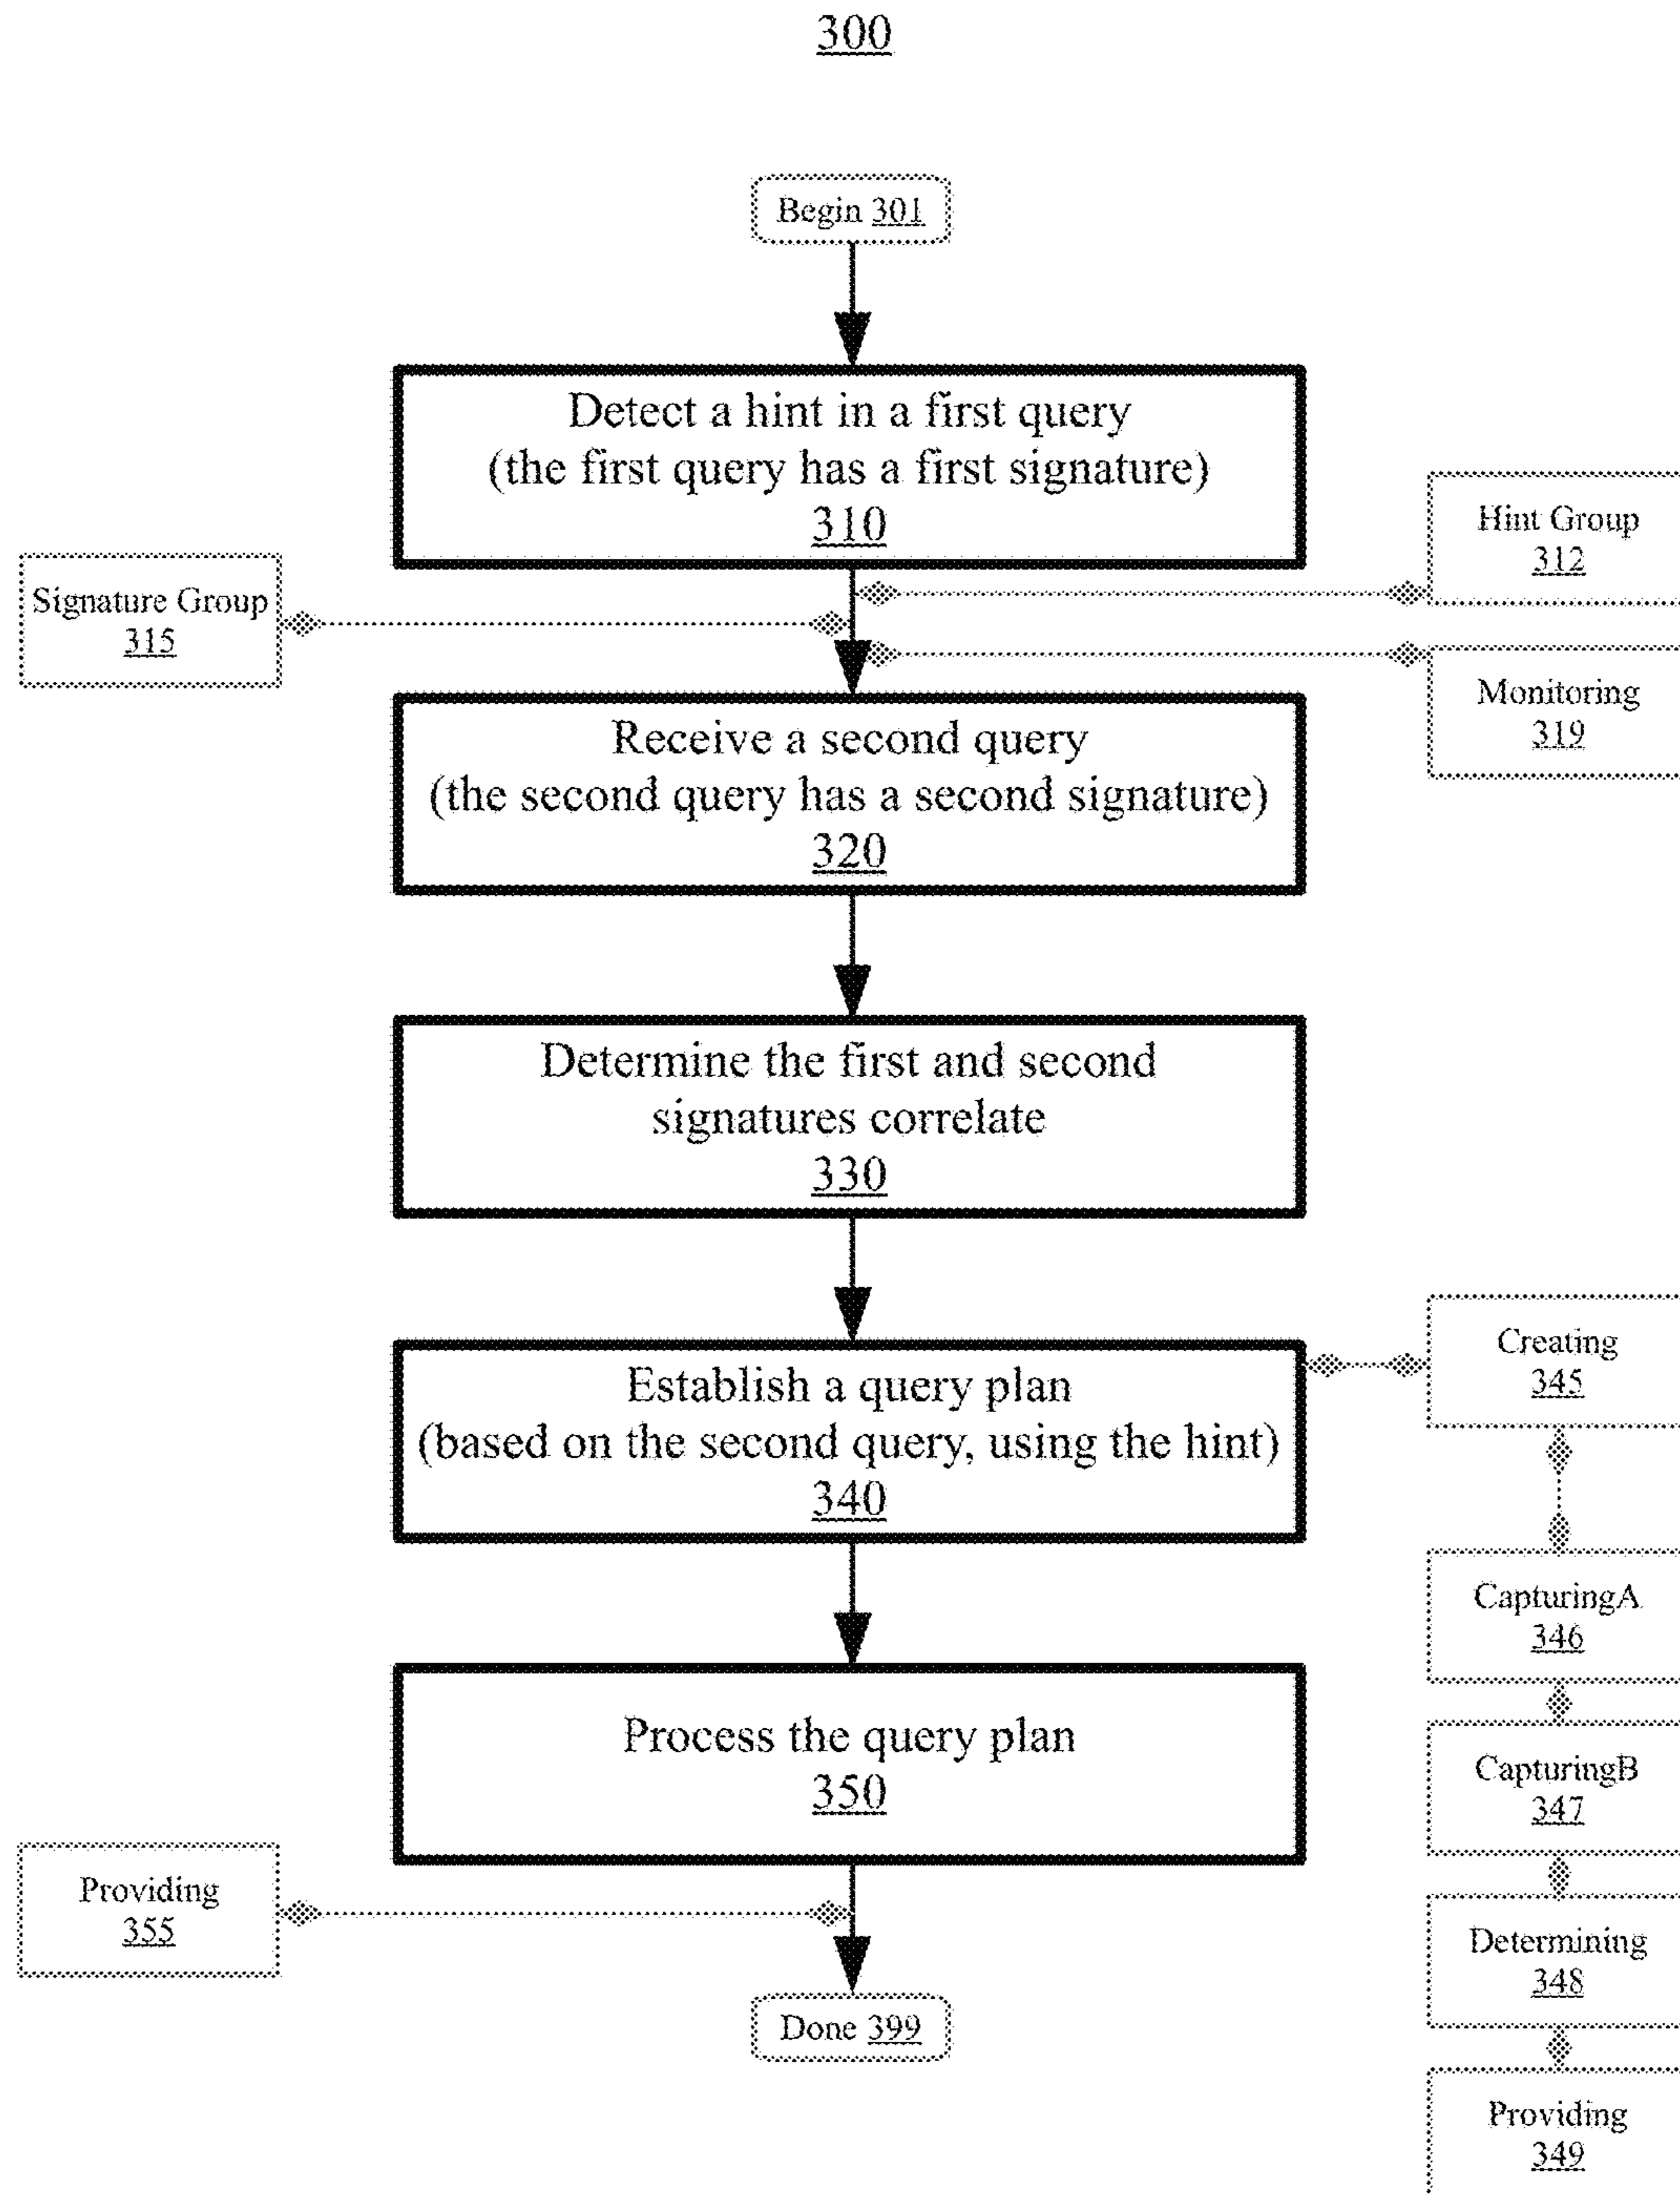 300
Begin 301
Detect a hint in a first query
(the first query has a first signature)
310
Hint Group
312
Signature Group
315
Monitoring
319
Receive a second query
(the second query has a second signature)
320
Determine the first and second
signatures correlate
330
Establish a query plan
(based on the second query, using the hint)
340
Creating
345
CapturingA
346
CapturingB
347
Determining
348
Providing
349
Process the query plan
350
Providing
355
Done 399